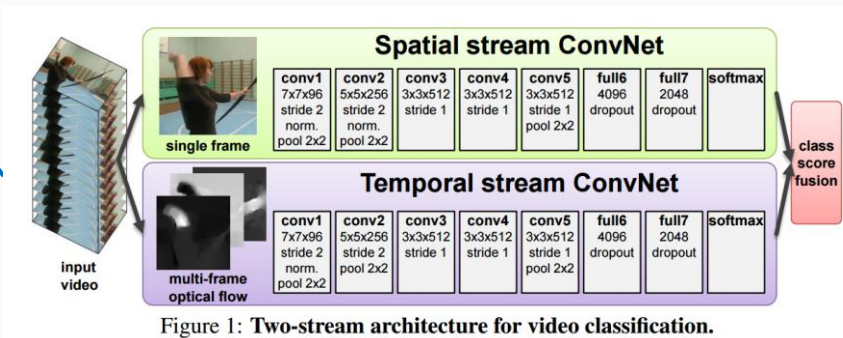 Spatial stream ConvNet
conv1
7x7x96
stride 2
norm.
pool 2x2
conv2
5x5x256
stride 2
norm.
pool 2x2
conv3
3x3x512
stride 1
conv4
3x3x512
stride 1
conv5
3x3x512
stride 1
pool 2x2
full6
4096
dropout
full7
2048
dropout
softmax
single frame
Temporal stream ConvNet
conv1
7x7x96
stride 2
norm.
pool 2x2
conv2
5x5x256
stride 2
pool 2x2
conv3
3x3x512
stride 1
conv4
3x3x512
stride 1
conv5
3x3x512
stride 1
pool 2x2
full6
4096
dropout
full7
2048
dropout
softmax
multi-frame
optical flow
input
video
class
score
fusion
Figure 1: Two-stream architecture for video classification.